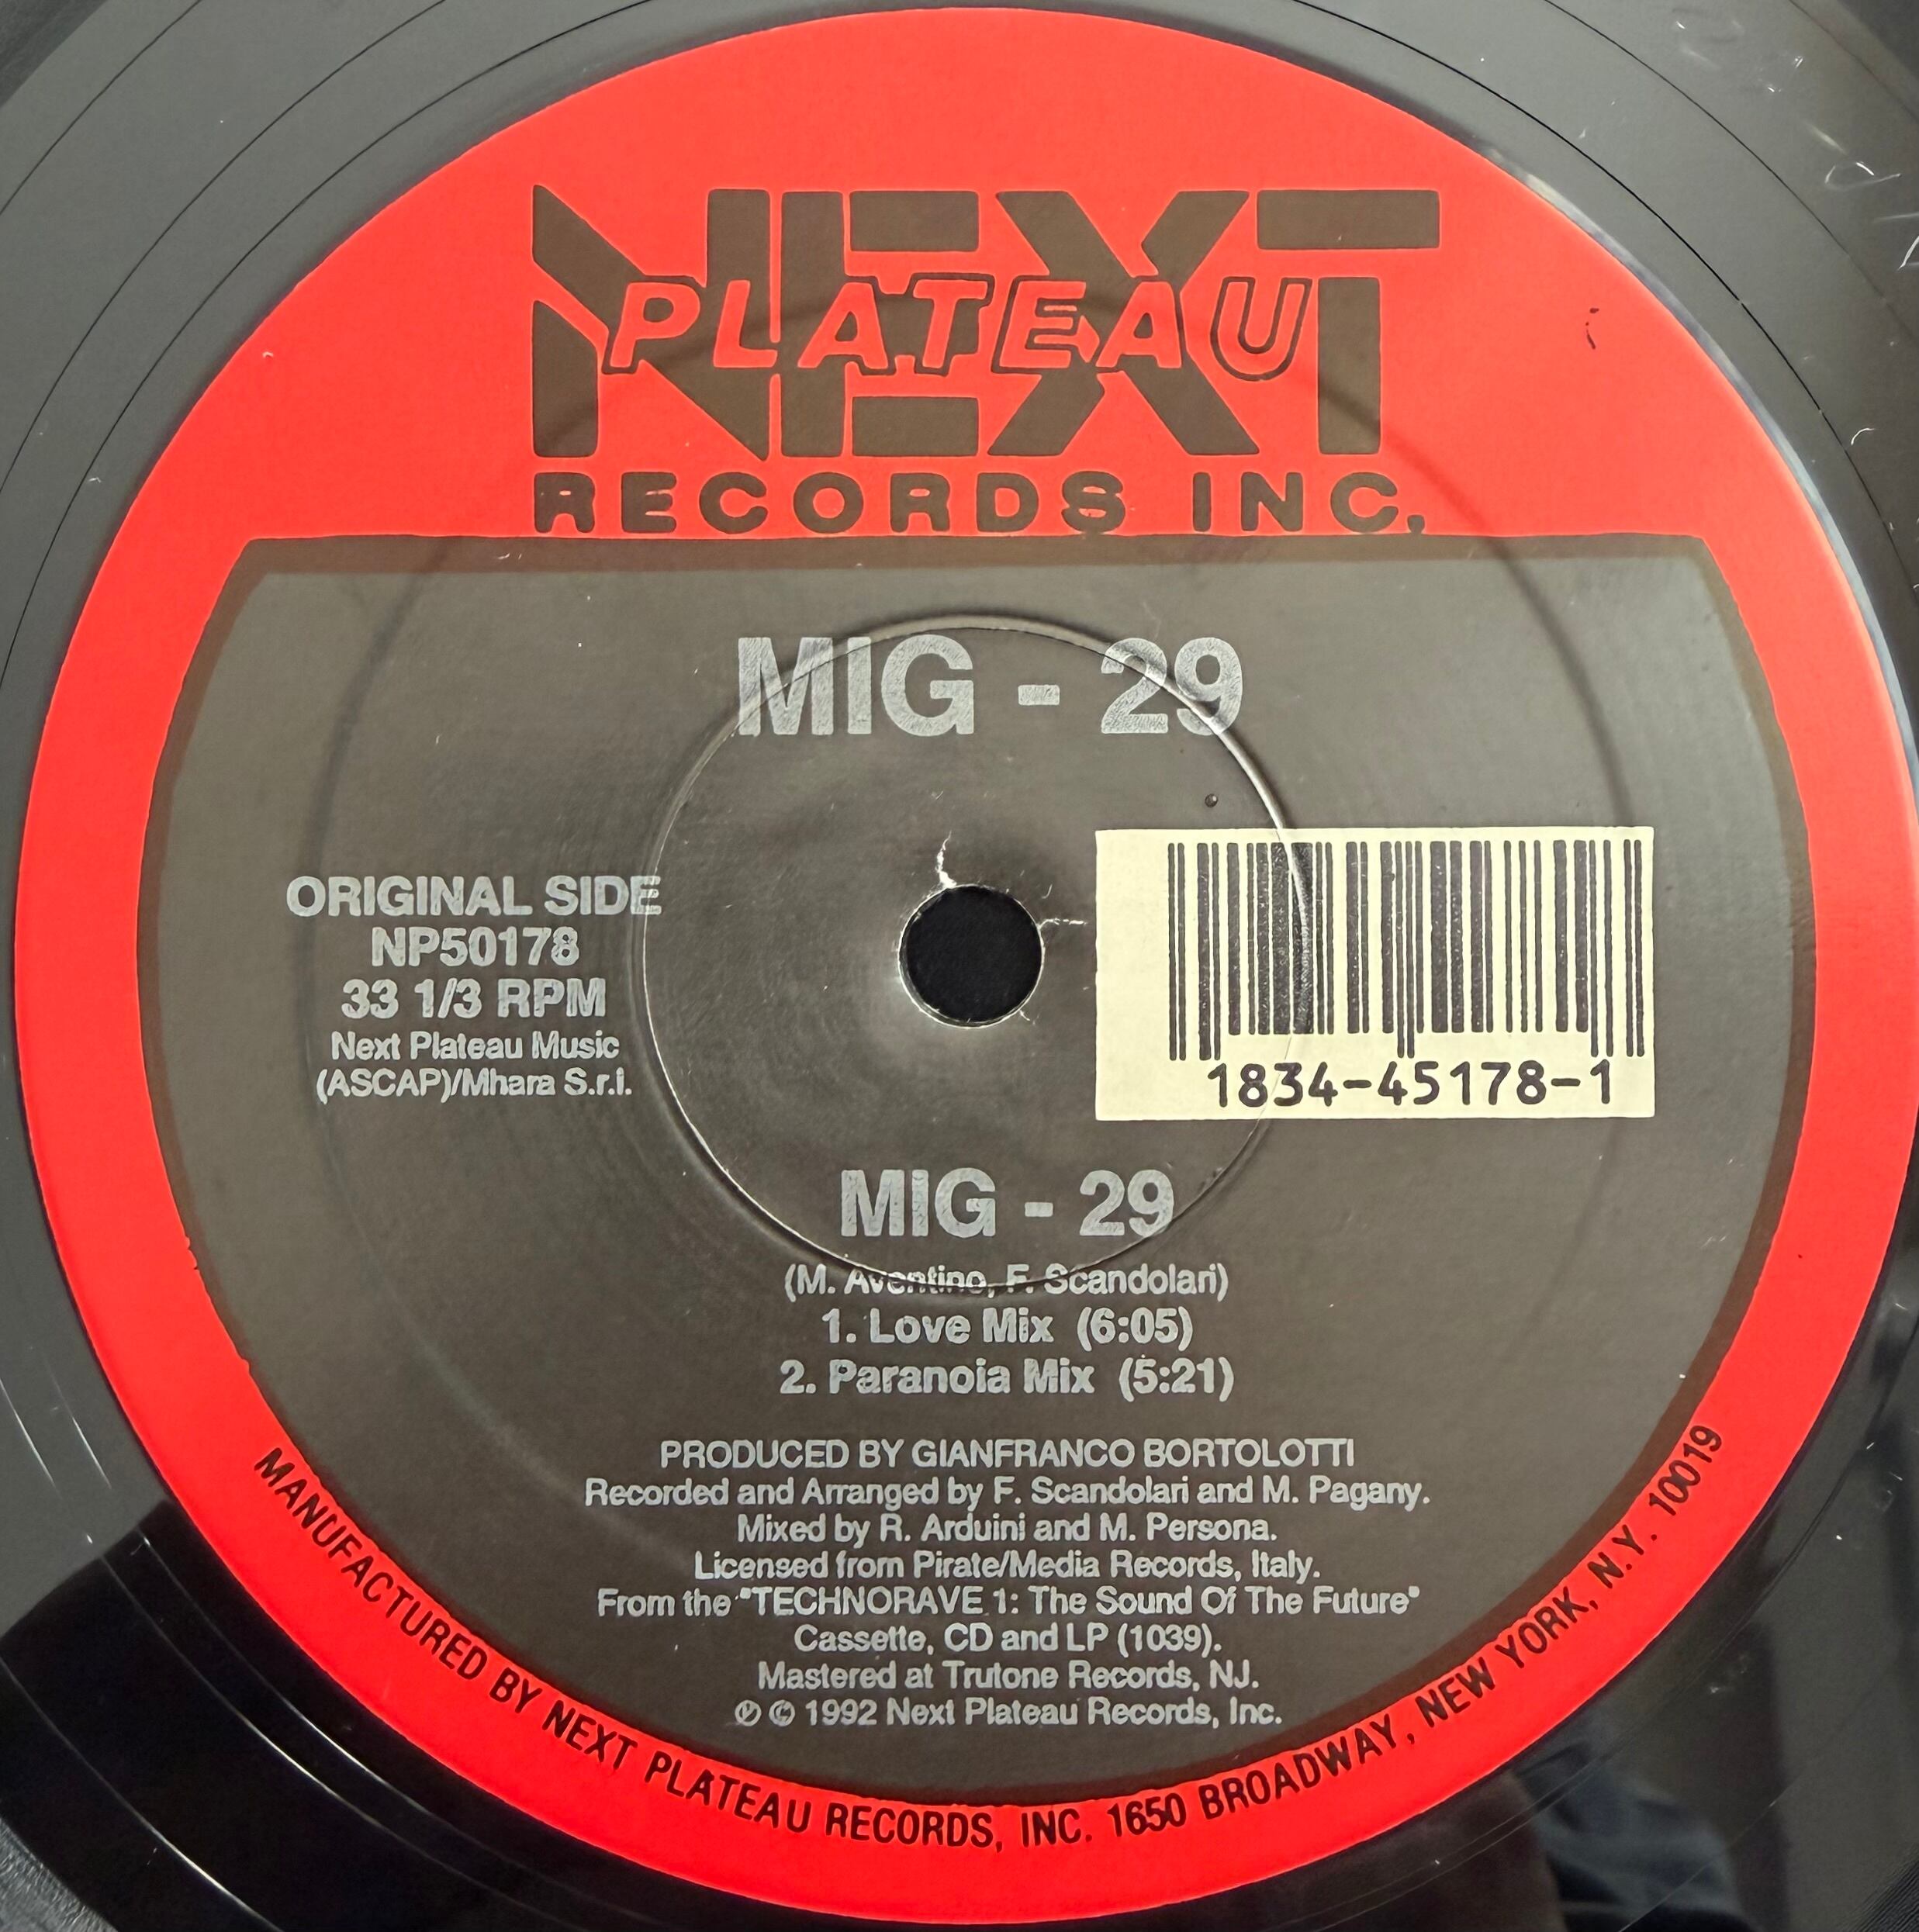 NEXT
PLATEAU
RECORDS INC.
MIG - 29
ORIGINAL SIDE
NP50178
33 1/3 RPM
Next Plateau Music
(ASCAP)/Mhara S.r.l.
1834-45178-1
MIG - 29
(M. Aventino, F. Scandolari)
1. Love Mix (6:05)
2. Paranoia Mix (5:21)
PRODUCED BY GIANFRANCO BORTOLOTTI
Recorded and Arranged by F. Scandolari and M. Pagany.
Mixed by R. Arduini and M. Persona.
Licensed from Pirate/Media Records, Italy.
From the "TECHNORAVE 1: The Sound Of The Future"
Cassette, CD and LP (1039).
Mastered at Trutone Records, NJ.
℗ © 1992 Next Plateau Records, Inc.
MANUFACTURED BY NEXT PLATEAU RECORDS, INC. 1650 BROADWAY, NEW YORK, N.Y. 10019